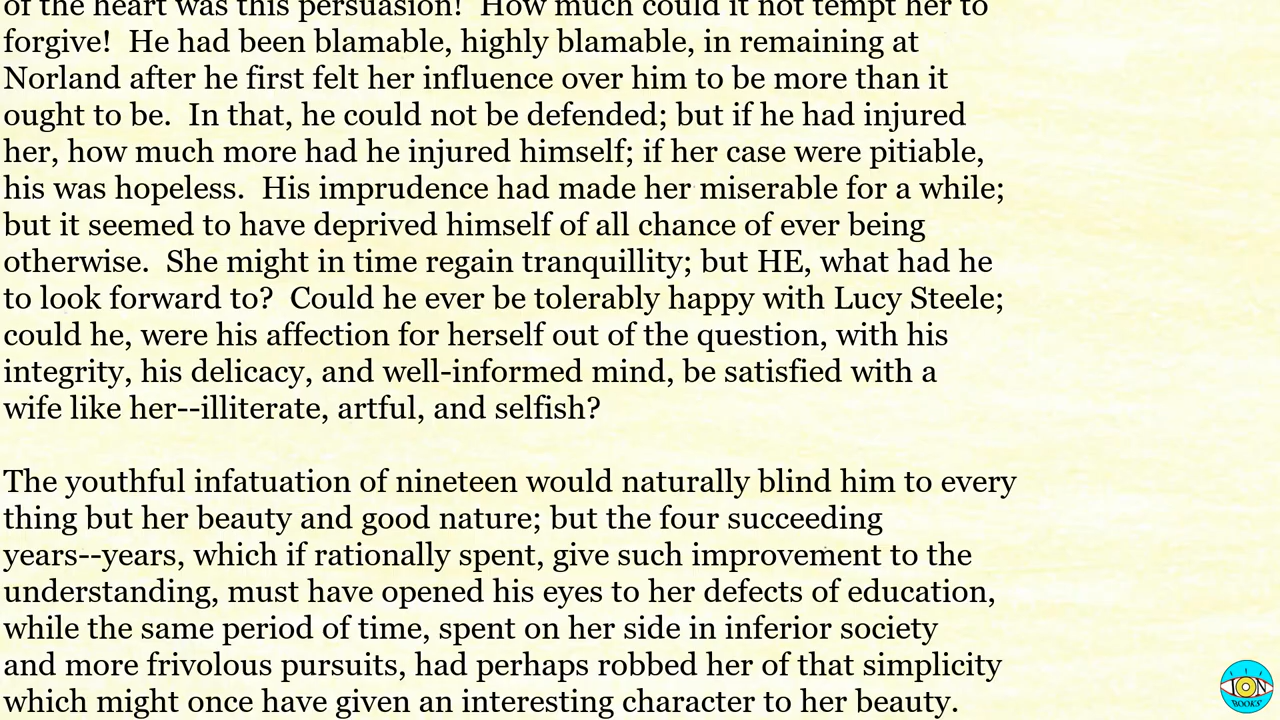 of the heart was this persuasion!  How much could it not tempt her to
forgive!  He had been blamable, highly blamable, in remaining at
Norland after he first felt her influence over him to be more than it
ought to be.  In that, he could not be defended; but if he had injured
her, how much more had he injured himself; if her case were pitiable,
his was hopeless.  His imprudence had made her miserable for a while;
but it seemed to have deprived himself of all chance of ever being
otherwise.  She might in time regain tranquillity; but HE, what had he
to look forward to?  Could he ever be tolerably happy with Lucy Steele;
could he, were his affection for herself out of the question, with his
integrity, his delicacy, and well-informed mind, be satisfied with a
wife like her--illiterate, artful, and selfish?

The youthful infatuation of nineteen would naturally blind him to every
thing but her beauty and good nature; but the four succeeding
years--years, which if rationally spent, give such improvement to the
understanding, must have opened his eyes to her defects of education,
while the same period of time, spent on her side in inferior society
and more frivolous pursuits, had perhaps robbed her of that simplicity
which might once have given an interesting character to her beauty.
ION
BOOKS